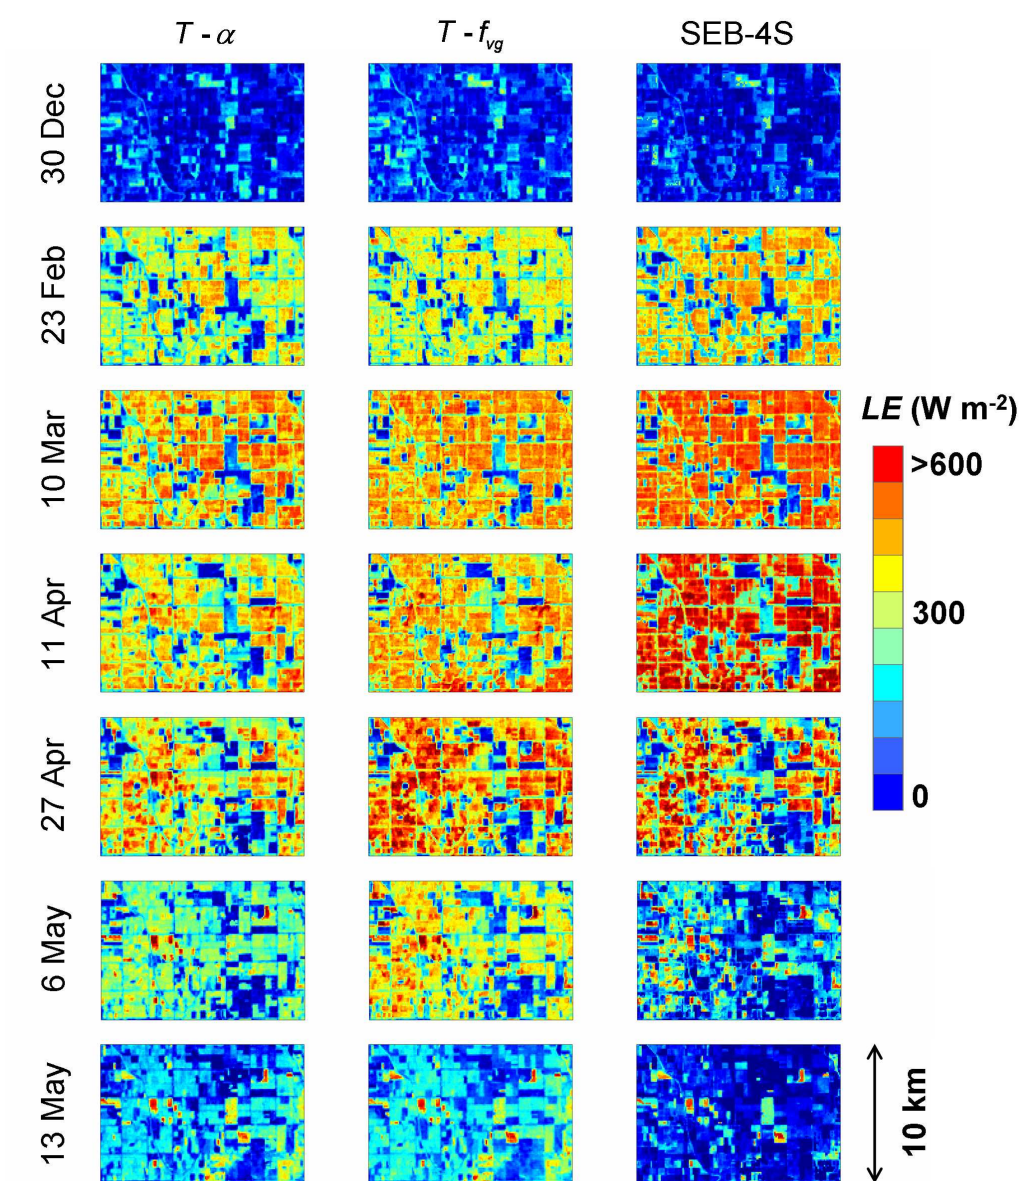 T - α T - fvg SEB-4S
30 Dec
23 Feb
10 Mar
LE (W m-2)
>600
11 Apr
300
27 Apr
0
6 May
13 May
10 km